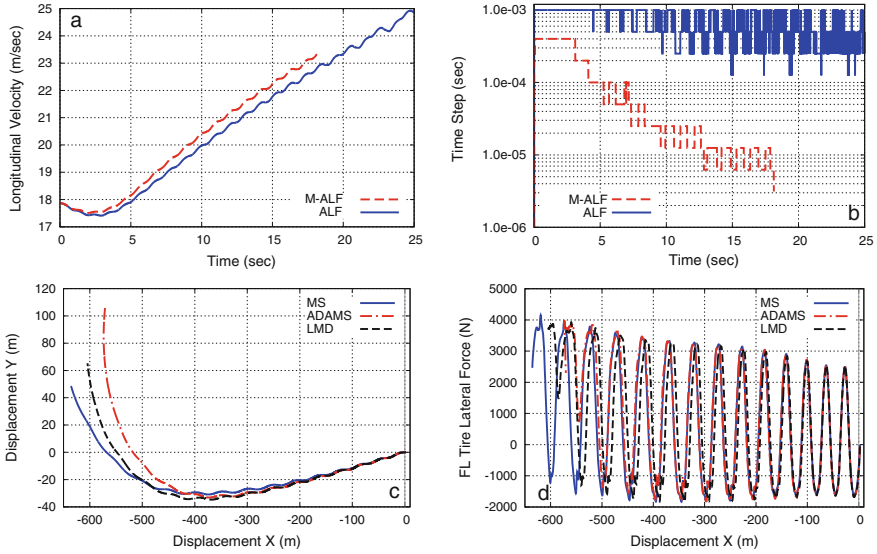 a
Longitudinal Velocity (m/sec)
25
24
23
22
21
20
19
18
17
0 5 10 15 20 25
Time (sec)
M-ALF
ALF
b
Time Step (sec)
1.0e-03
1.0e-04
1.0e-05
1.0e-06
0 5 10 15 20 25
Time (sec)
M-ALF
ALF
c
Displacement Y (m)
120
100
80
60
40
20
0
-20
-40
-600 -500 -400 -300 -200 -100 0
Displacement X (m)
MS
ADAMS
LMD
d
FL Tire Lateral Force (N)
5000
4000
3000
2000
1000
0
-1000
-2000
-600 -500 -400 -300 -200 -100 0
Displacement X (m)
MS
ADAMS
LMD